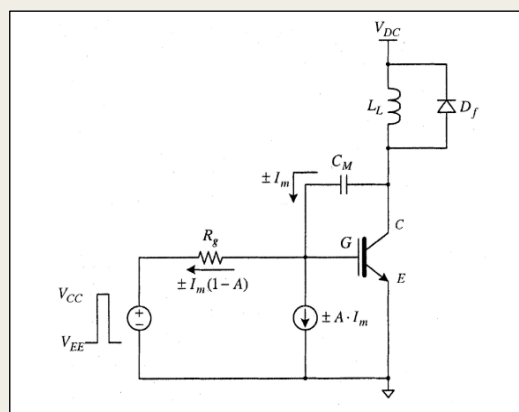 V_DC
L_L
D_f
C_M
± I_m
C
R_g
G
± I_m(1 − A)
E
V_CC
+
−
± A · I_m
V_EE